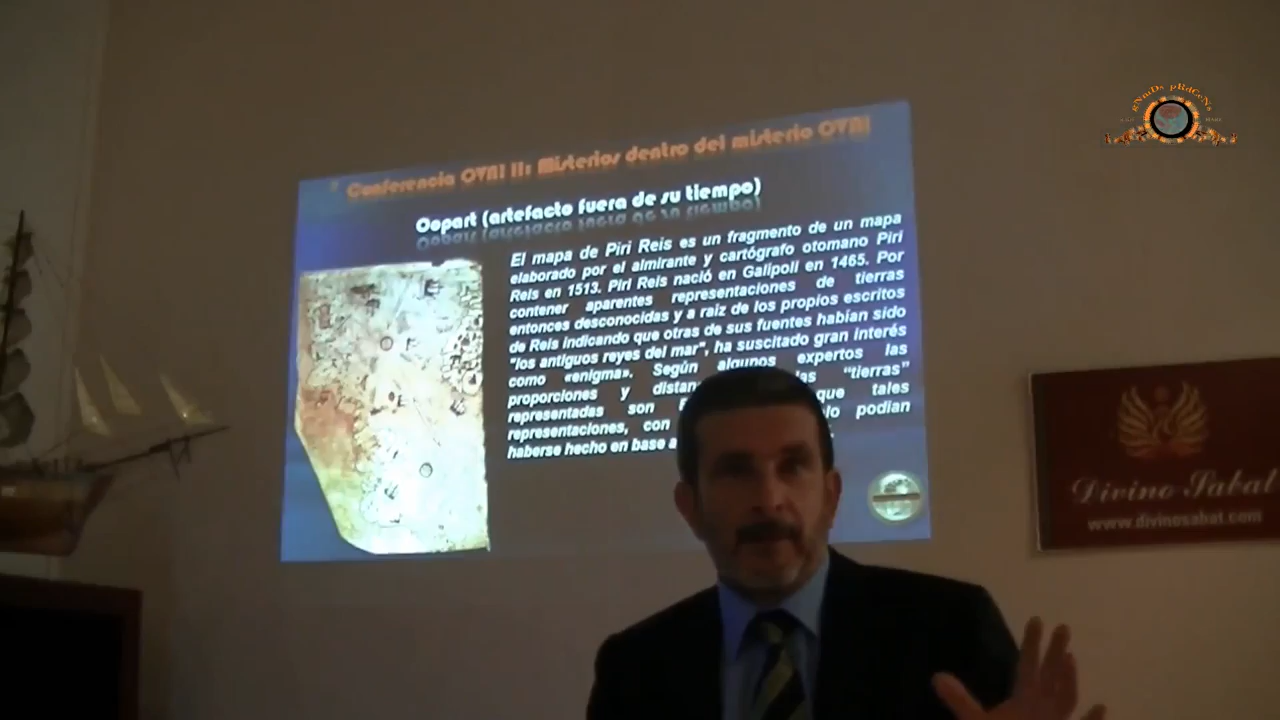 Conferencia OVNI II: Misterios dentro del misterio OVNI
Oopart (artefacto fuera de su tiempo)
El mapa de Piri Reis es un fragmento de un mapa
elaborado por el almirante y cartógrafo otomano Piri
Reis en 1513. Piri Reis nació en Galípoli en 1465. Por
contener aparentes representaciones de tierras
entonces desconocidas y a raíz de los propios escritos
de Reis indicando que otras de sus fuentes habían sido
"los antiguos reyes del mar", ha suscitado gran interés
como «enigma». Según algunos expertos las
proporciones y las “tierras”
representadas son que tales
representaciones, con podían
haberse hecho en base a
Divino Sabat
www.divinosabat.com